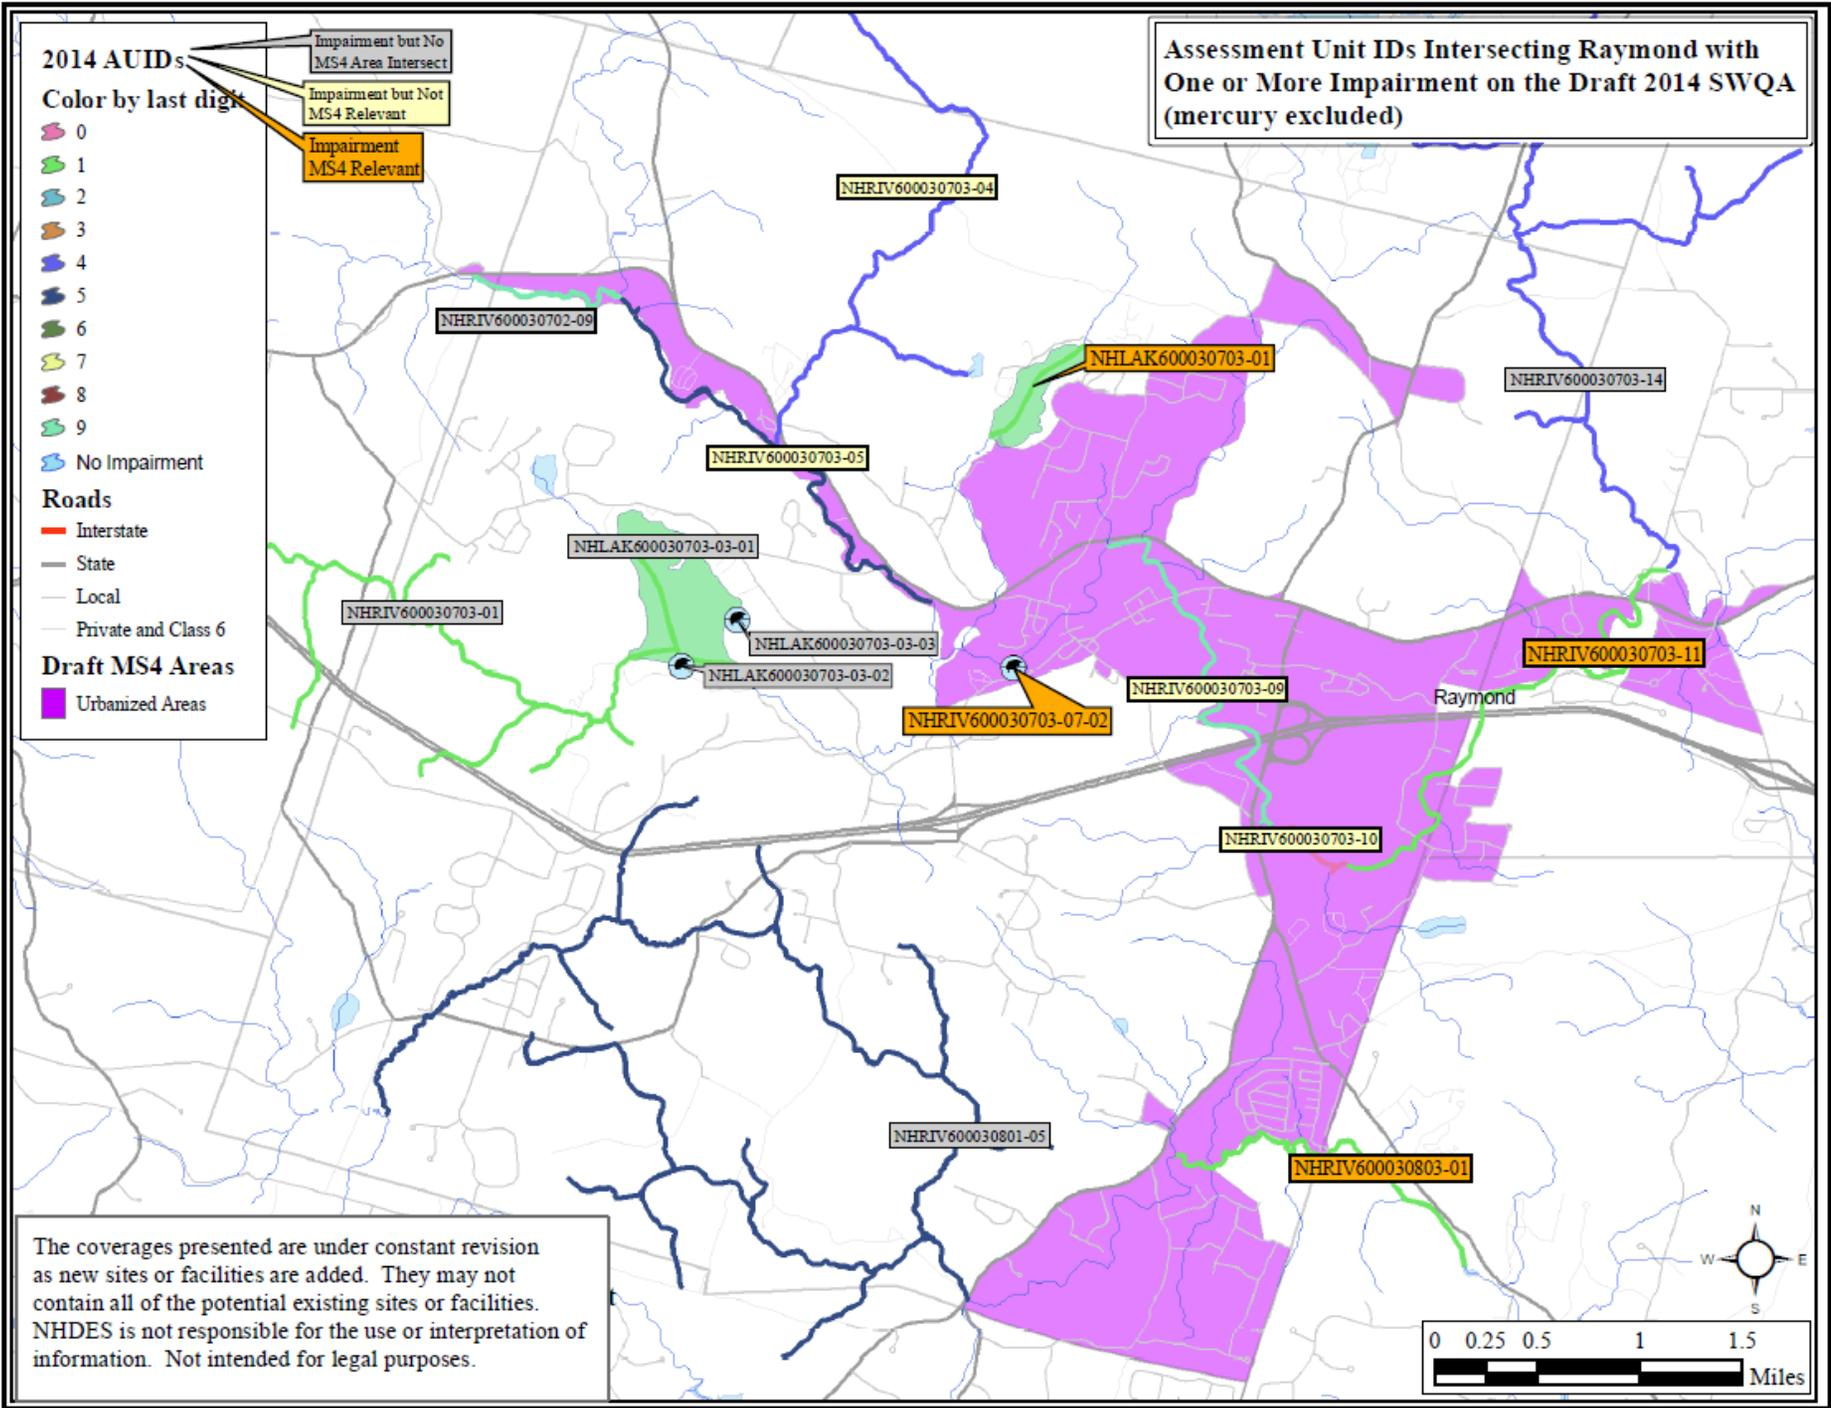 2014 AUIDs
Impairment but No
MS4 Area Intersect
Impairment but Not
MS4 Relevant
Impairment
MS4 Relevant
Color by last digit
0
1
2
3
4
5
6
7
8
9
No Impairment
Roads
Interstate
State
Local
Private and Class 6
Draft MS4 Areas
Urbanized Areas
Assessment Unit IDs Intersecting Raymond with
One or More Impairment on the Draft 2014 SWQA
(mercury excluded)
NHRIV600030703-04
NHRIV600030702-09
NHLAK600030703-01
NHRIV600030703-14
NHRIV600030703-05
NHLAK600030703-03-01
NHRIV600030703-01
NHLAK600030703-03-03
NHLAK600030703-03-02
NHRIV600030703-11
NHRIV600030703-09
Raymond
NHRIV600030703-07-02
NHRIV600030703-10
NHRIV600030801-05
NHRIV600030803-01
The coverages presented are under constant revision
as new sites or facilities are added. They may not
contain all of the potential existing sites or facilities.
NHDES is not responsible for the use or interpretation of
information. Not intended for legal purposes.
t
N
W E
S
0 0.25 0.5 1 1.5
Miles